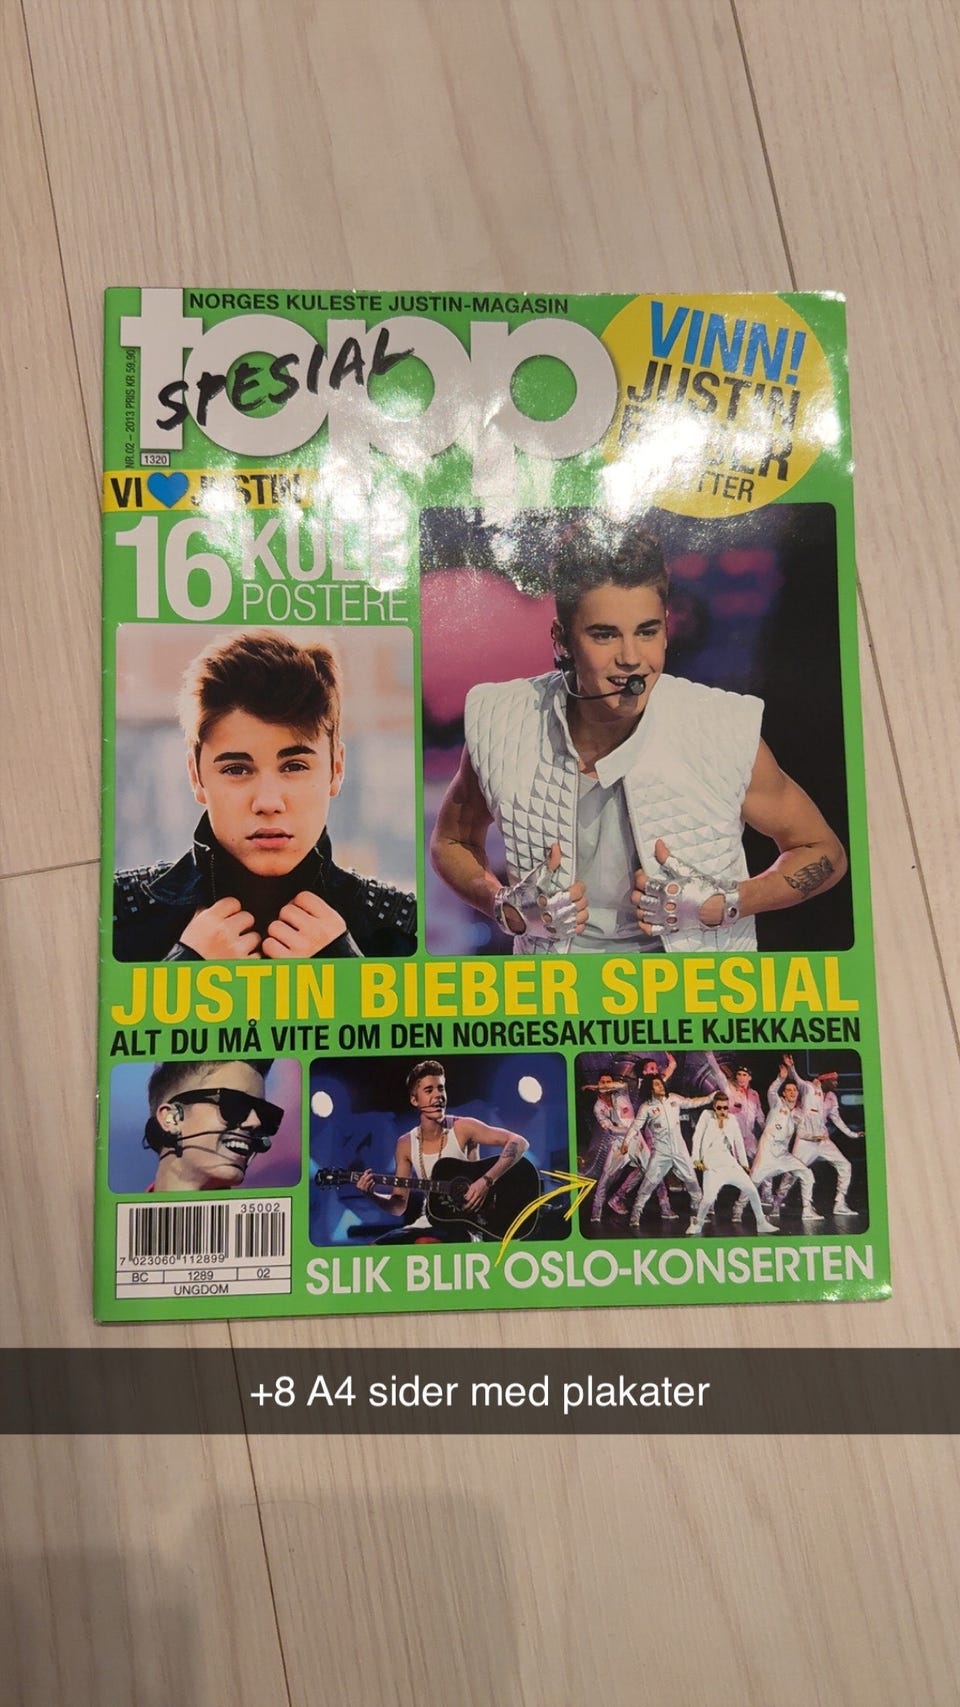 NORGES KULESTE JUSTIN-MAGASIN
topp
SPESIAL
NR.02 – 2013 PRIS KR 59,90
1320
VINN!
JUSTIN
VI JUSTIN
16 KULE
POSTERE
JUSTIN BIEBER SPESIAL
ALT DU MÅ VITE OM DEN NORGESAKTUELLE KJEKKASEN
35002
7 023060 112899
BC 1289 02
UNGDOM
SLIK BLIR OSLO-KONSERTEN
+8 A4 sider med plakater